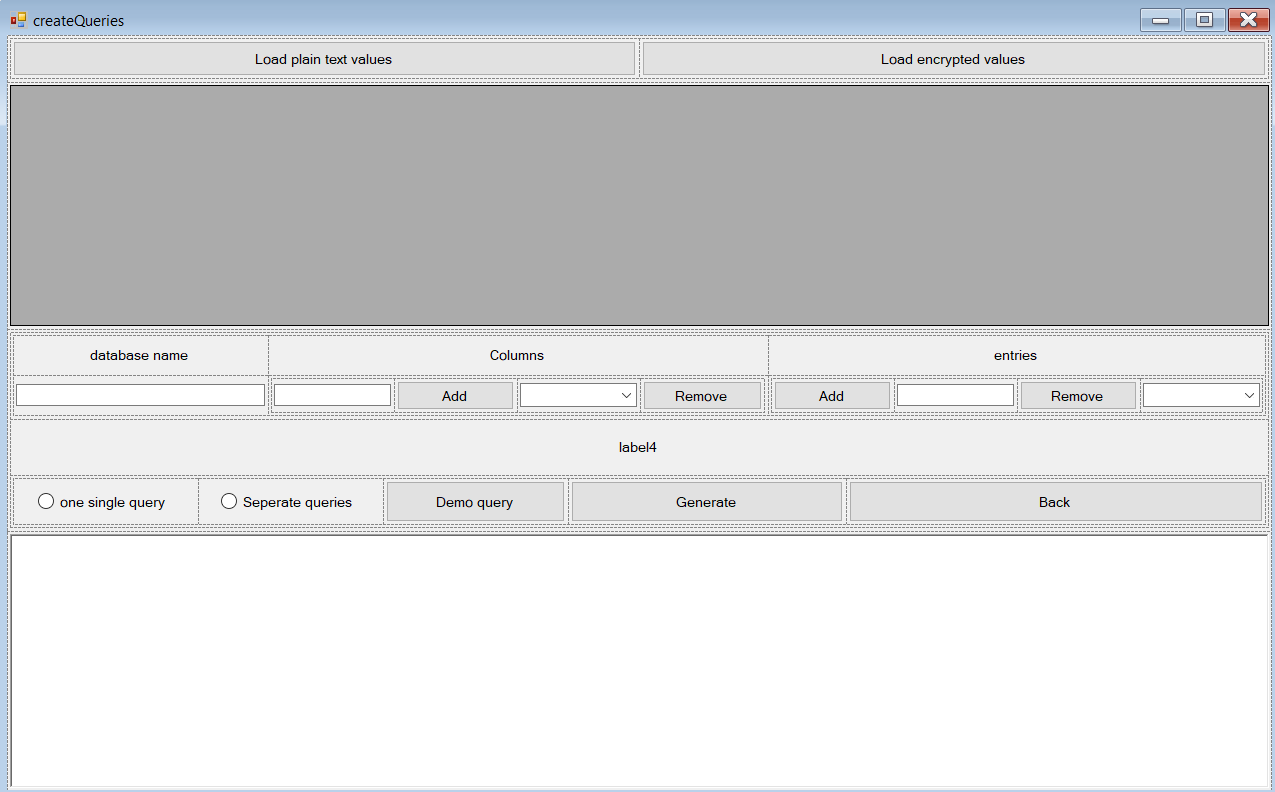 createQueries
Load plain text values Load encrypted values
database name Columns entries
Add Remove Add Remove
label4
one single query Seperate queries Demo query Generate Back